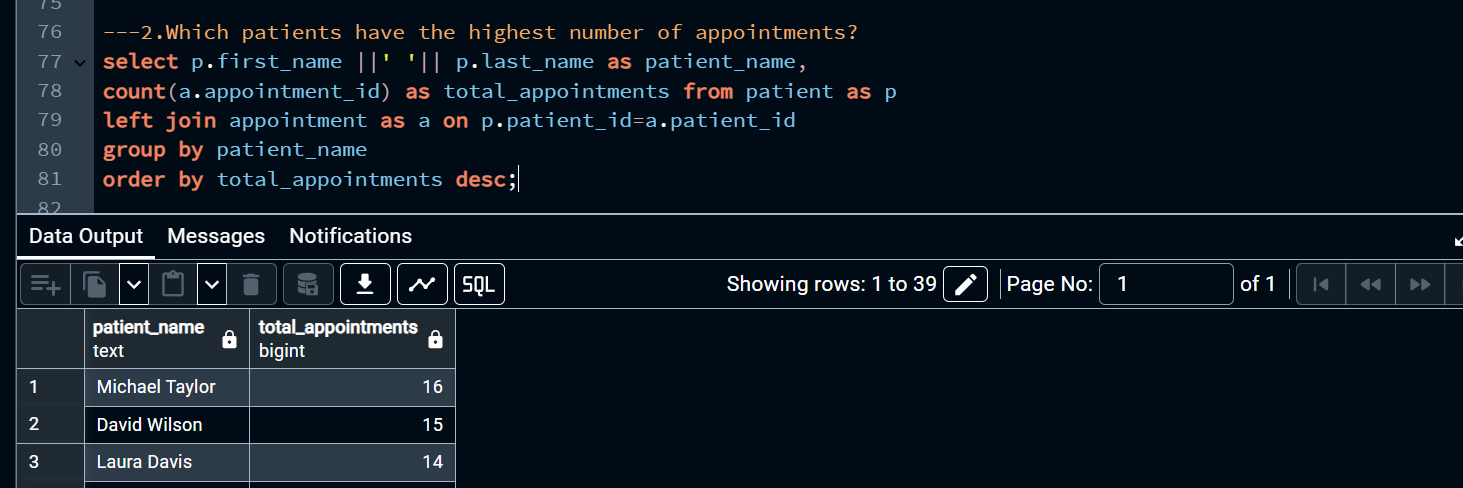 75
76 ---2.Which patients have the highest number of appointments?
77 select p.first_name ||' '|| p.last_name as patient_name,
78 count(a.appointment_id) as total_appointments from patient as p
79 left join appointment as a on p.patient_id=a.patient_id
80 group by patient_name
81 order by total_appointments desc;
82
Data Output Messages Notifications
SQL Showing rows: 1 to 39 Page No: 1 of 1
patient_name total_appointments
text bigint
1 Michael Taylor 16
2 David Wilson 15
3 Laura Davis 14